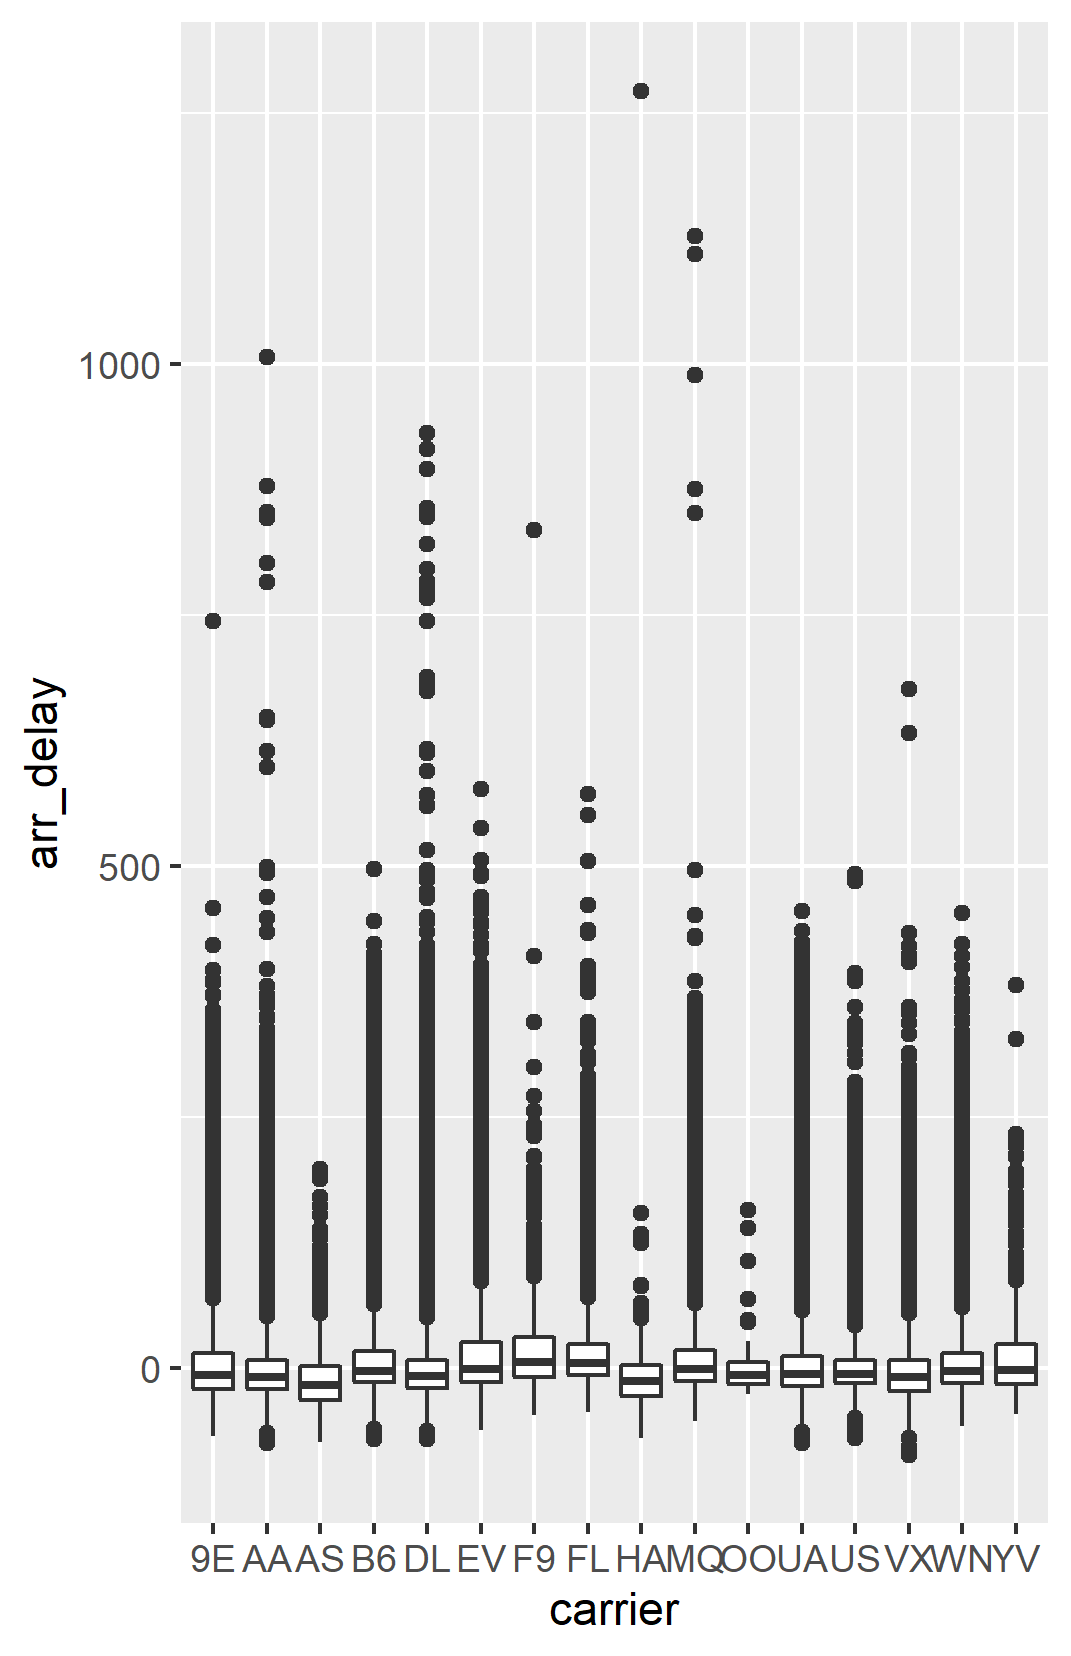 arr_delay
1000
500
0
9E AA AS B6 DL EV F9 FL HA MQ OO UA US VX WN YV
carrier